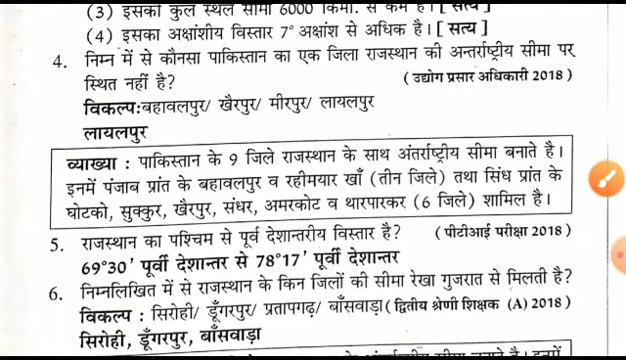 (3) इसकी कुल स्थल सीमा 6000 किमी. से कम है। [ सत्य ]
(4) इसका अक्षांशीय विस्तार 7° अक्षांश से अधिक है। [ सत्य ]
4. निम्न में से कौनसा पाकिस्तान का एक जिला राजस्थान की अन्तर्राष्ट्रीय सीमा पर
स्थित नहीं है? ( उद्योग प्रसार अधिकारी 2018 )
विकल्प:बहावलपुर/ खैरपुर/ मीरपुर/ लायलपुर
लायलपुर
व्याख्या : पाकिस्तान के 9 जिले राजस्थान के साथ अंतर्राष्ट्रीय सीमा बनाते है।
इनमें पंजाब प्रांत के बहावलपुर व रहीमयार खाँ (तीन जिले) तथा सिंध प्रांत के
घोटको, सुक्कुर, खैरपुर, संधर, अमरकोट व थारपारकर (6 जिले) शामिल है।
5. राजस्थान का पश्चिम से पूर्व देशान्तरीय विस्तार है? ( पीटीआई परीक्षा 2018 )
69°30' पूर्वी देशान्तर से 78°17' पूर्वी देशान्तर
6. निम्नलिखित में से राजस्थान के किन जिलों की सीमा रेखा गुजरात से मिलती है?
विकल्प : सिरोही/ डूँगरपुर/ प्रतापगढ़/ बाँसवाड़ा ( द्वितीय श्रेणी शिक्षक (A) 2018 )
सिरोही, डूँगरपुर, बाँसवाड़ा